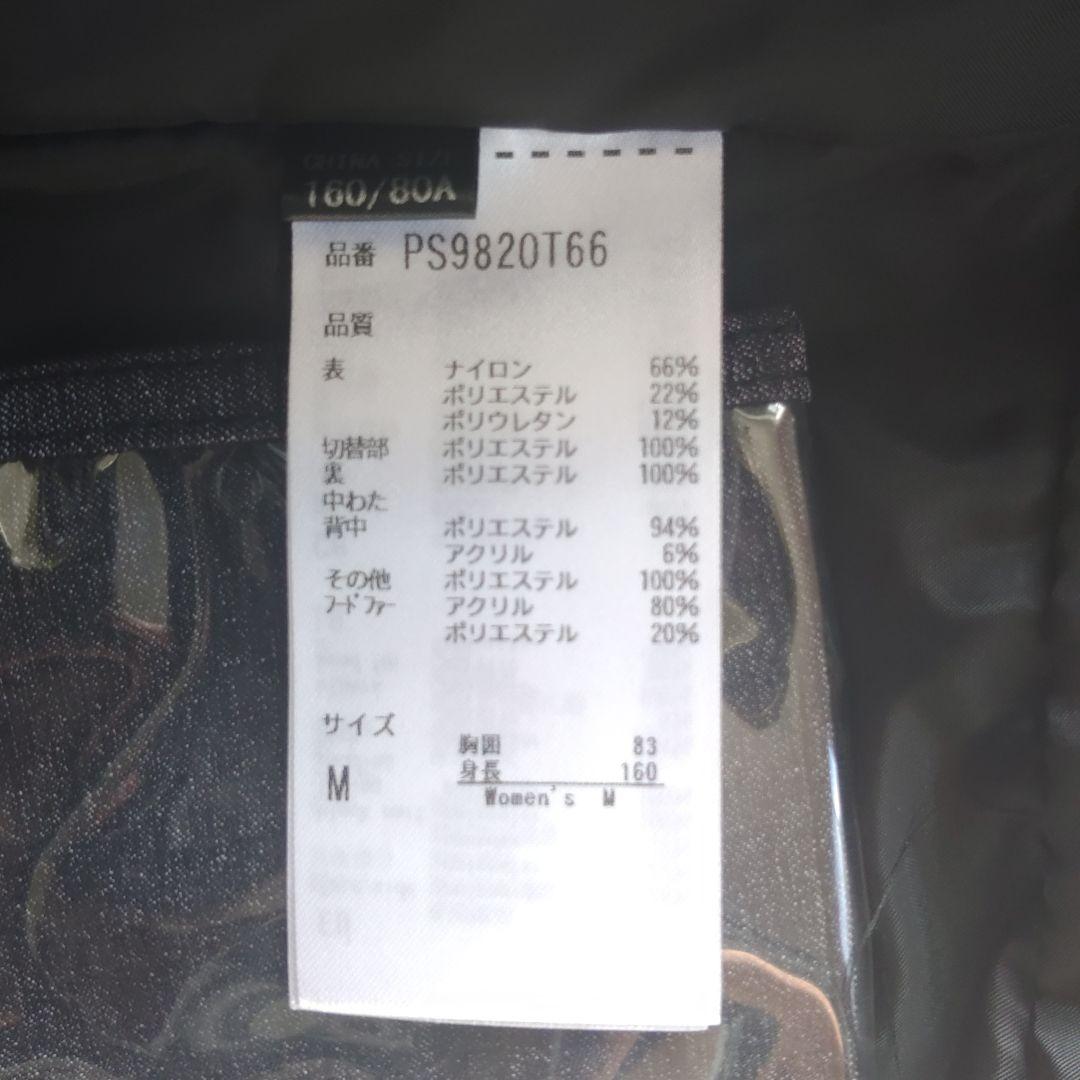 CHINA SIZE
160/80A
品番 PS9820T66
品質
表 ナイロン 66%
ポリエステル 22%
ポリウレタン 12%
切替部 ポリエステル 100%
裏 ポリエステル 100%
中わた
背中 ポリエステル 94%
アクリル 6%
その他 ポリエステル 100%
フードファー アクリル 80%
ポリエステル 20%
サイズ
胸囲 83
M 身長 160
Women's M